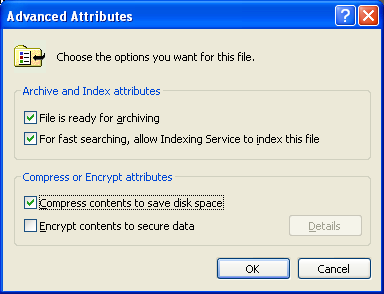 Advanced Attributes
Choose the options you want for this file.
Archive and Index attributes
File is ready for archiving
For fast searching, allow Indexing Service to index this file
Compress or Encrypt attributes
Compress contents to save disk space
Encrypt contents to secure data
Details
OK
Cancel